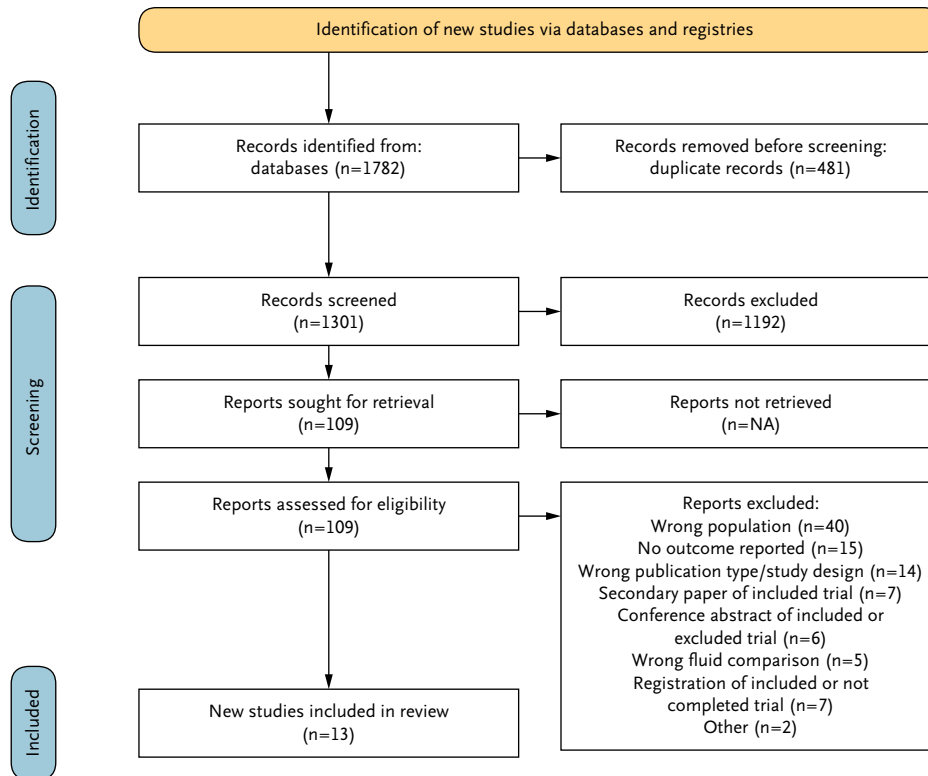 Identification of new studies via databases and registries
Identification
Records identified from:
databases (n=1782)
Records removed before screening:
duplicate records (n=481)
Screening
Records screened
(n=1301)
Records excluded
(n=1192)
Reports sought for retrieval
(n=109)
Reports not retrieved
(n=NA)
Reports assessed for eligibility
(n=109)
Reports excluded:
Wrong population (n=40)
No outcome reported (n=15)
Wrong publication type/study design (n=14)
Secondary paper of included trial (n=7)
Conference abstract of included or
excluded trial (n=6)
Wrong fluid comparison (n=5)
Registration of included or not
completed trial (n=7)
Other (n=2)
Included
New studies included in review
(n=13)